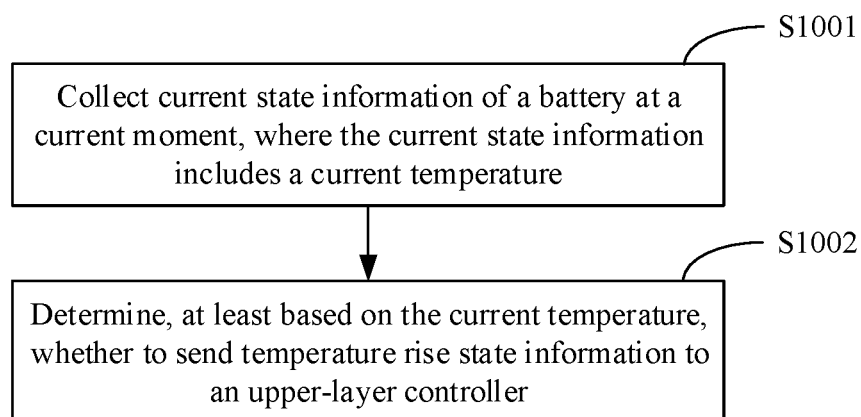 S1001
Collect current state information of a battery at a
current moment, where the current state information
includes a current temperature
S1002
Determine, at least based on the current temperature,
whether to send temperature rise state information to
an upper-layer controller